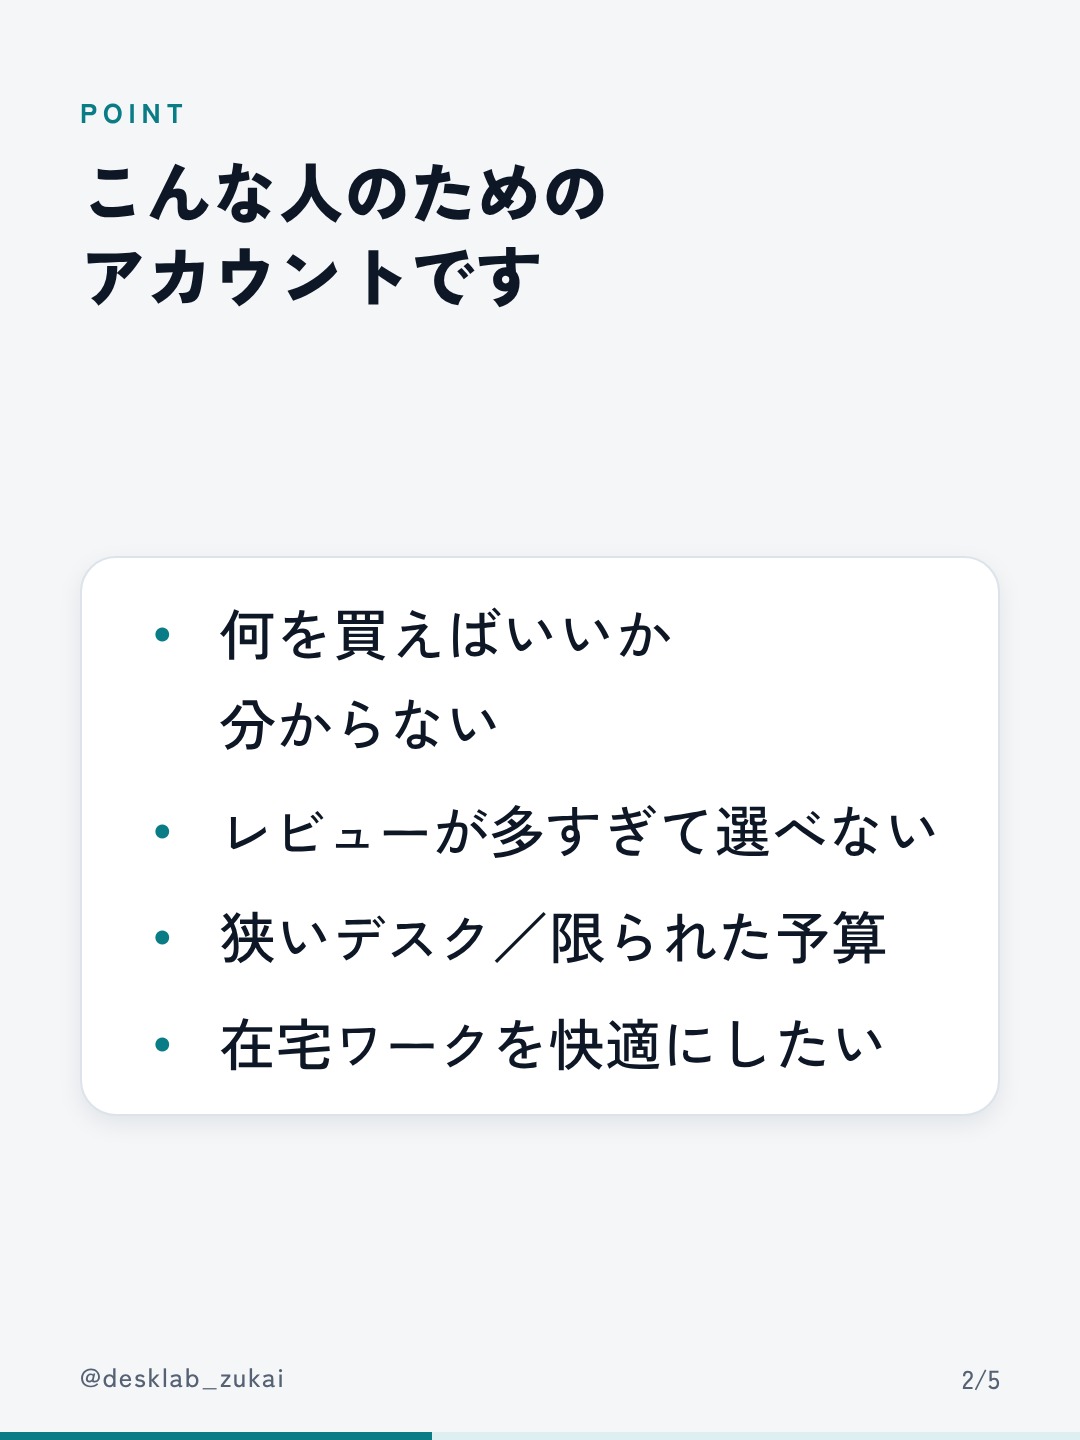 POINT
こんな人のための
アカウントです
• 何を買えばいいか
分からない
• レビューが多すぎて選べない
• 狭いデスク／限られた予算
• 在宅ワークを快適にしたい
@desklab_zukai
2/5